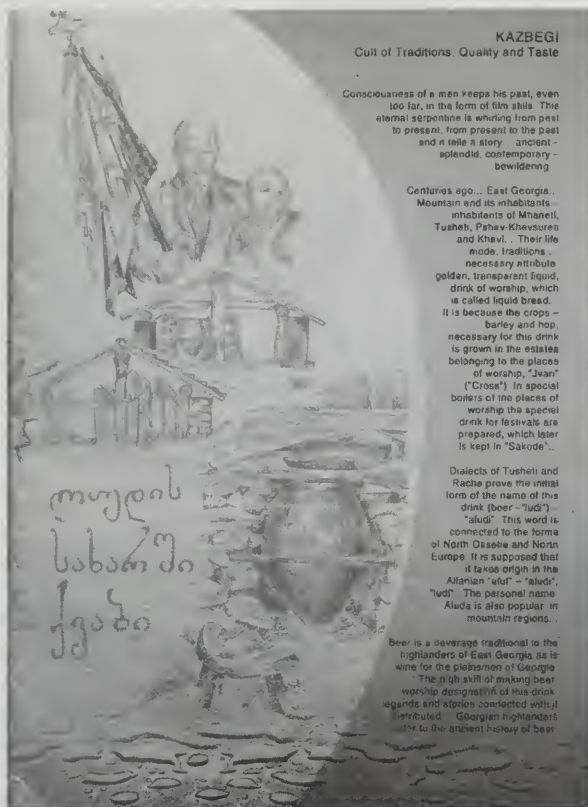 KAZBEGI
Cult of Traditions, Quality and Taste
Consciousness of a men keeps his past, even
too far, in the form of film stills. This
eternal serpentine is whirling from past
to present, from present to the past
and it tells a story ancient -
splendid, contemporary -
bewildering.
Centuries ago... East Georgia..
Mountain and its inhabitants -
inhabitants of Mtianeti,
Tusheti, Pshav-Khevsureti
and Khevi. . Their life
mode, traditions ..
necessary attribute
golden, transparent liquid,
drink of worship, which
is called liquid bread.
It is because the crops -
barley and hop,
necessary for this drink
is grown in the estates
belonging to the places
of worship, "Jvari"
("Cross") In special
boilers of the places of
worship the special
drink for festivals are
prepared, which later
is kept in "Sakode"..
Dialects of Tusheti and
Racha prove the initial
form of the name of this
drink (beer - "ludi") -
"aludi" This word is
connected to the forms
of North Ossetia and North
Europe It is supposed that
it takes origin in the
Altanian "aful" - "aludi",
"ludi" The personal name
Aluda is also popular in
mountain regions..
Beer is a beverage traditional to the
highlanders of East Georgia as is
wine for the plainsmen of Georgia
The high skill of making beer
worship designation of this drink
legends and stories connected with it
Georgian highlanders
to the ancient history of beer
ლუდის
სახარში
ქვაბი